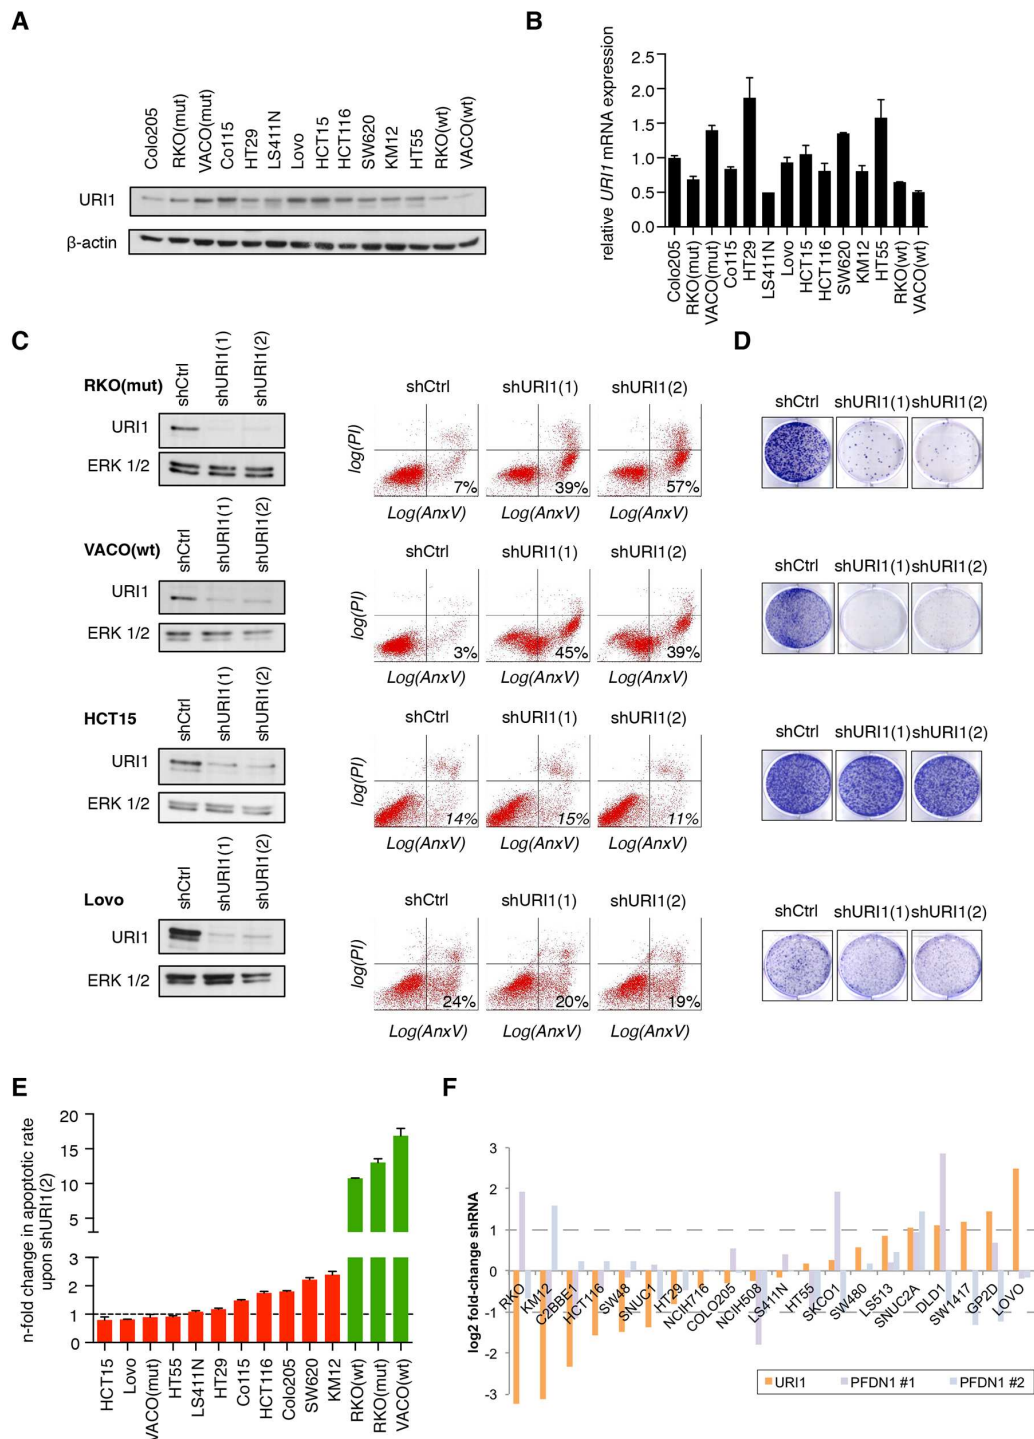 A
Colo205
RKO(mut)
VACO(mut)
Co115
HT29
LS411N
Lovo
HCT15
HCT116
SW620
KM12
HT55
RKO(wt)
VACO(wt)
URI1
β-actin
B
relative URI1 mRNA expression
2.5
2.0
1.5
1.0
0.5
0.0
Colo205
RKO(mut)
VACO(mut)
Co115
HT29
LS411N
Lovo
HCT15
HCT116
SW620
KM12
HT55
RKO(wt)
VACO(wt)
C
RKO(mut)
shCtrl
shURI1(1)
shURI1(2)
URI1
ERK 1/2
shCtrl shURI1(1) shURI1(2)
log(PI)
7% 39% 57%
Log(AnxV) Log(AnxV) Log(AnxV)
VACO(wt)
shCtrl
shURI1(1)
shURI1(2)
URI1
ERK 1/2
shCtrl shURI1(1) shURI1(2)
log(PI)
3% 45% 39%
Log(AnxV) Log(AnxV) Log(AnxV)
HCT15
shCtrl
shURI1(1)
shURI1(2)
URI1
ERK 1/2
shCtrl shURI1(1) shURI1(2)
log(PI)
14% 15% 11%
Log(AnxV) Log(AnxV) Log(AnxV)
Lovo
shCtrl
shURI1(1)
shURI1(2)
URI1
ERK 1/2
shCtrl shURI1(1) shURI1(2)
log(PI)
24% 20% 19%
Log(AnxV) Log(AnxV) Log(AnxV)
D
shCtrl shURI1(1) shURI1(2)
shCtrl shURI1(1) shURI1(2)
shCtrl shURI1(1) shURI1(2)
shCtrl shURI1(1) shURI1(2)
E
n-fold change in apoptotic rate
upon shURI1(2)
20
15
10
5
3
2
1
0
HCT15
Lovo
VACO(mut)
HT55
LS411N
HT29
Co115
HCT116
Colo205
SW620
KM12
RKO(wt)
RKO(mut)
VACO(wt)
F
log2 fold-change shRNA
3
2
1
0
-1
-2
-3
RKO
KM12
C2BBE1
HCT116
SW48
SNUC1
HT29
NCIH716
COLO205
NCIH508
LS411N
HT55
SKCO1
SW480
LS513
SNUC2A
DLD1
SW1417
GP2D
LOVO
URI1 PFDN1 #1 PFDN1 #2